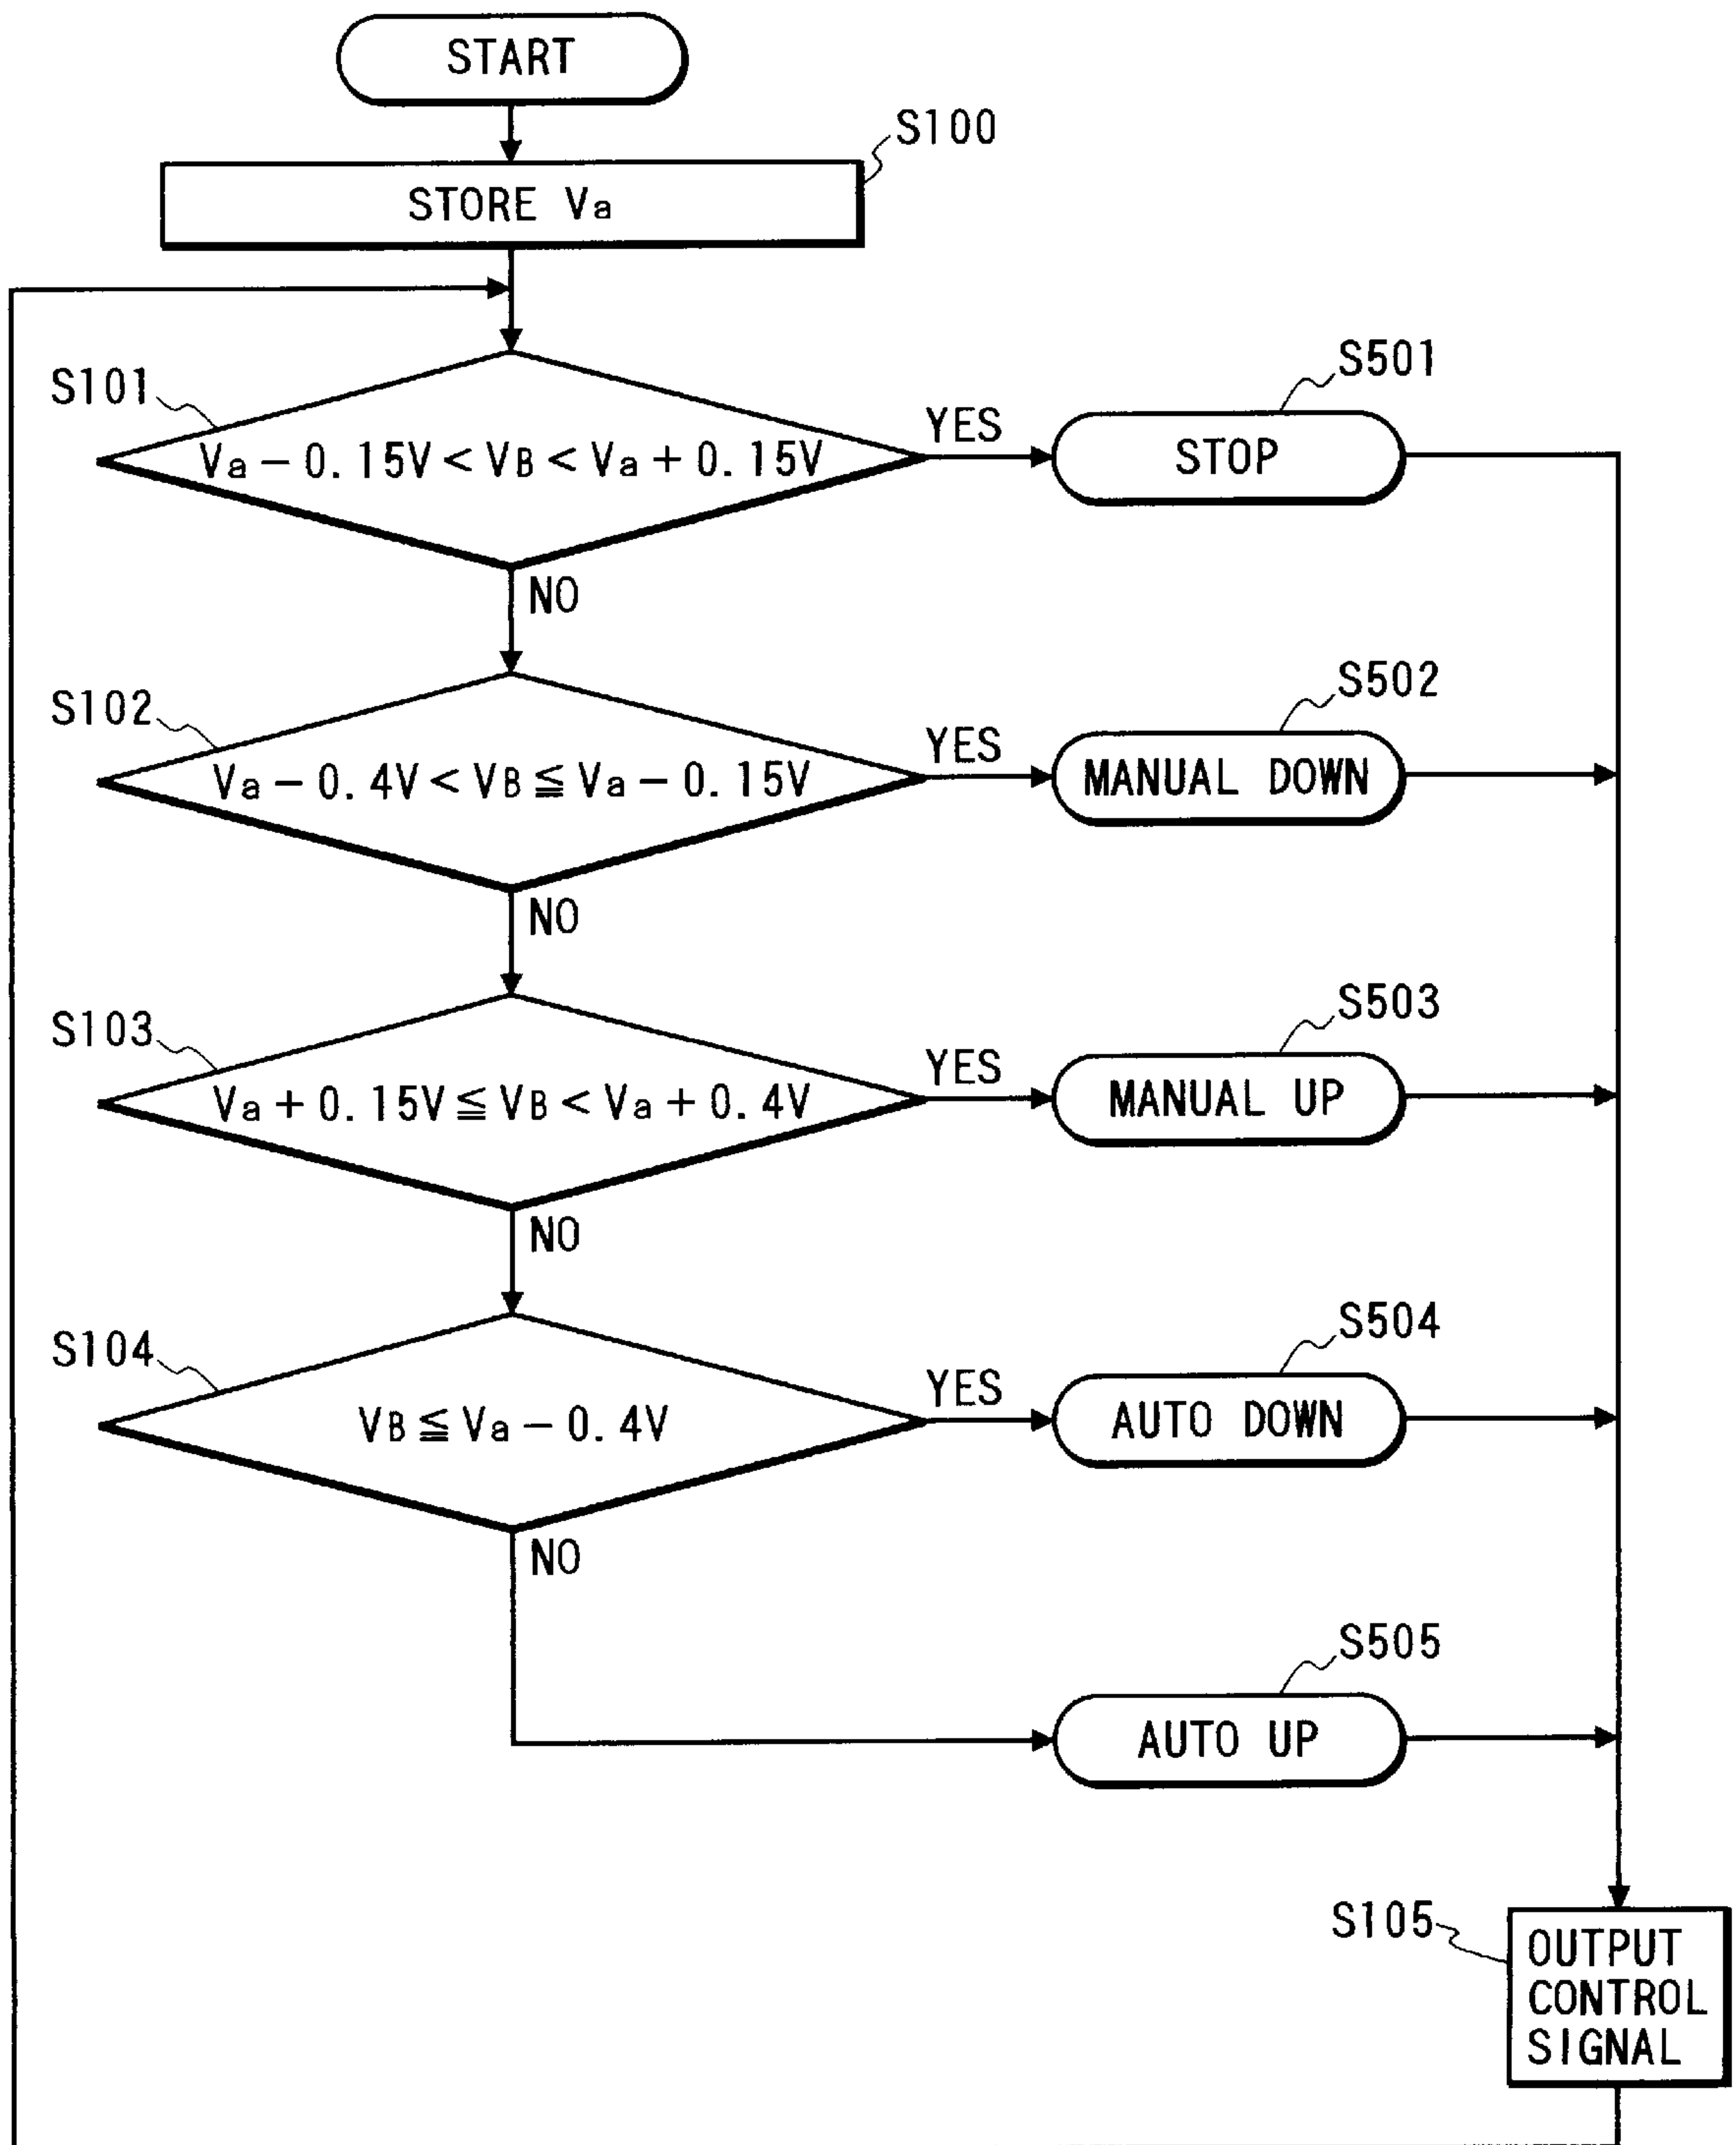 START
S100
STORE Va
S101
Va - 0.15V < VB < Va + 0.15V
YES
S501
STOP
NO
S102
Va - 0.4V < VB ≦ Va - 0.15V
YES
S502
MANUAL DOWN
NO
S103
Va + 0.15V ≦ VB < Va + 0.4V
YES
S503
MANUAL UP
NO
S104
VB ≦ Va - 0.4V
YES
S504
AUTO DOWN
NO
S505
AUTO UP
S105
OUTPUT
CONTROL
SIGNAL